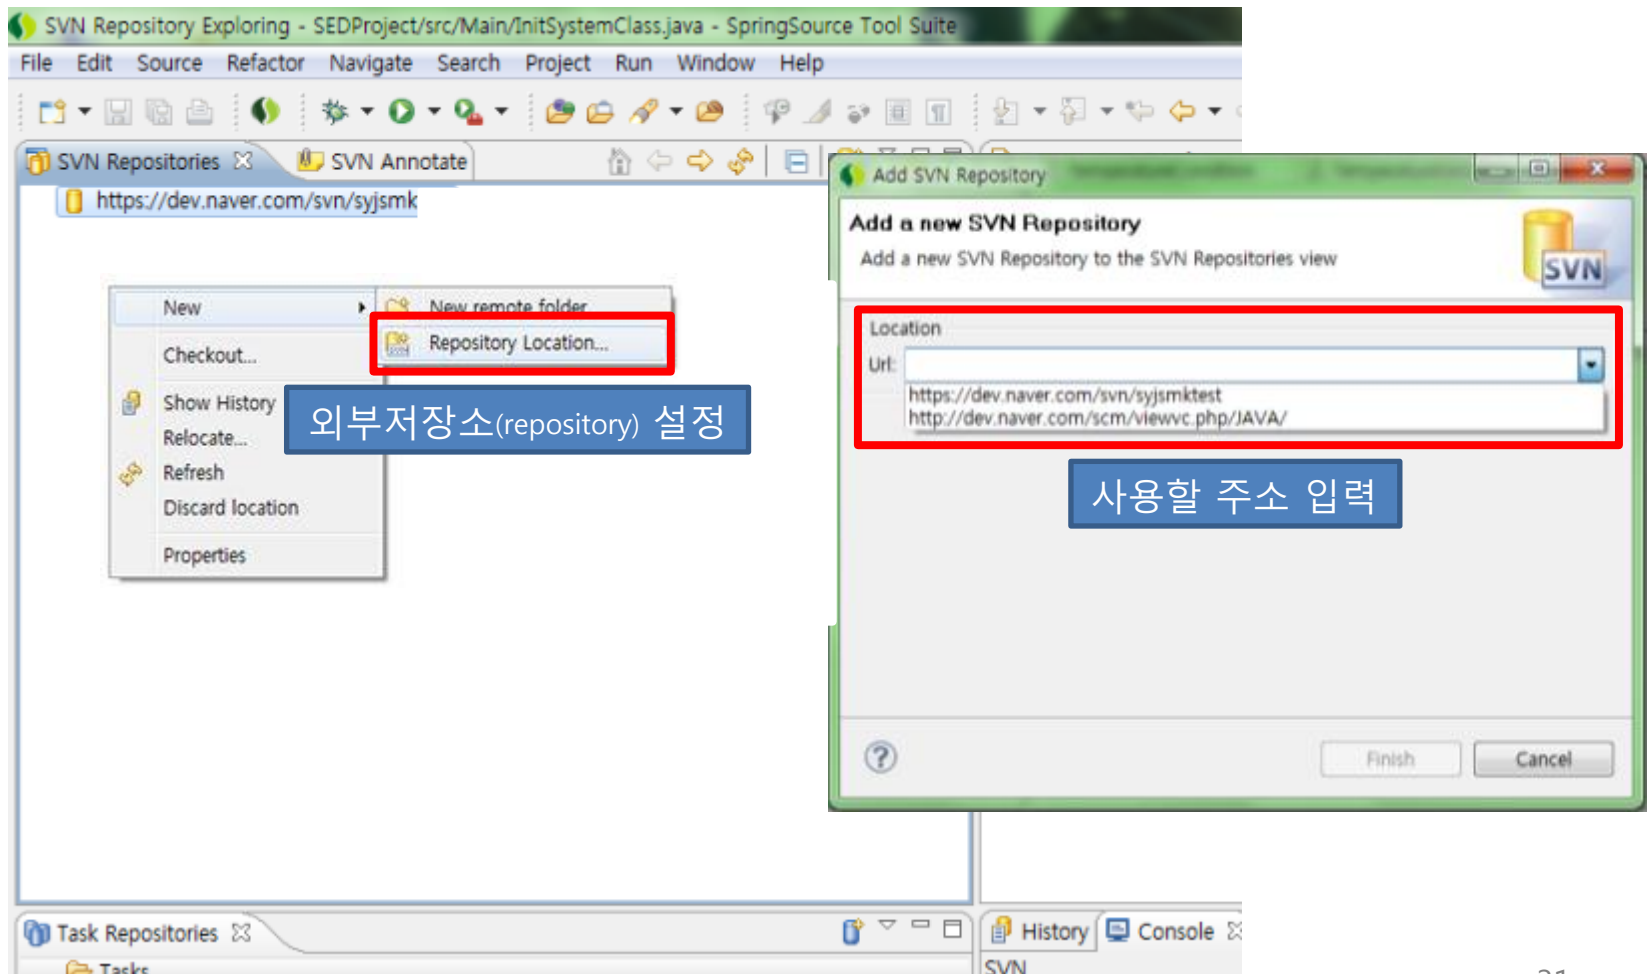 SVN Repository Exploring - SEDProject/src/Main/InitSystemClass.java - SpringSource Tool Suite
File Edit Source Refactor Navigate Search Project Run Window Help
SVN Repositories
SVN Annotate
https://dev.naver.com/svn/syjsmk
New
Checkout...
Show History
Relocate...
Refresh
Discard location
Properties
New remote folder
Repository Location...
외부저장소(repository) 설정
Add SVN Repository
Add a new SVN Repository
Add a new SVN Repository to the SVN Repositories view
SVN
Location
Url:
https://dev.naver.com/svn/syjsmktest
http://dev.naver.com/scm/viewvc.php/JAVA/
사용할 주소 입력
Finish
Cancel
Task Repositories
Tasks
History
Console
SVN